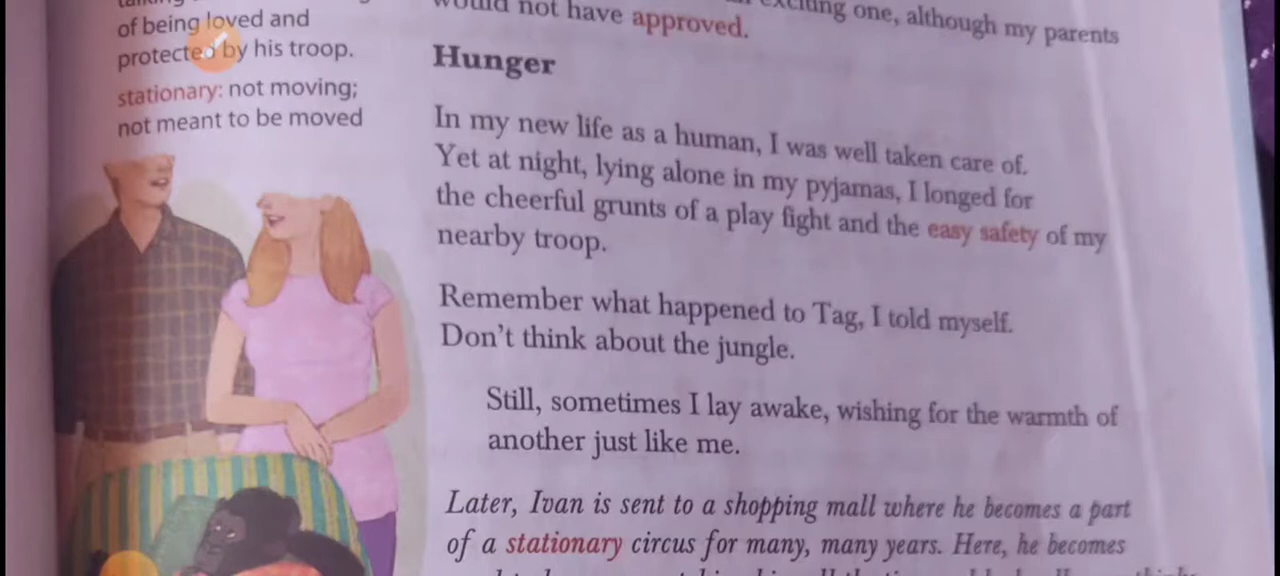 of being loved and
protected by his troop.
stationary: not moving;
not meant to be moved
exciting one, although my parents
would not have approved.
Hunger
In my new life as a human, I was well taken care of.
Yet at night, lying alone in my pyjamas, I longed for
the cheerful grunts of a play fight and the easy safety of my
nearby troop.
Remember what happened to Tag, I told myself.
Don't think about the jungle.
Still, sometimes I lay awake, wishing for the warmth of
another just like me.
Later, Ivan is sent to a shopping mall where he becomes a part
of a stationary circus for many, many years. Here, he becomes